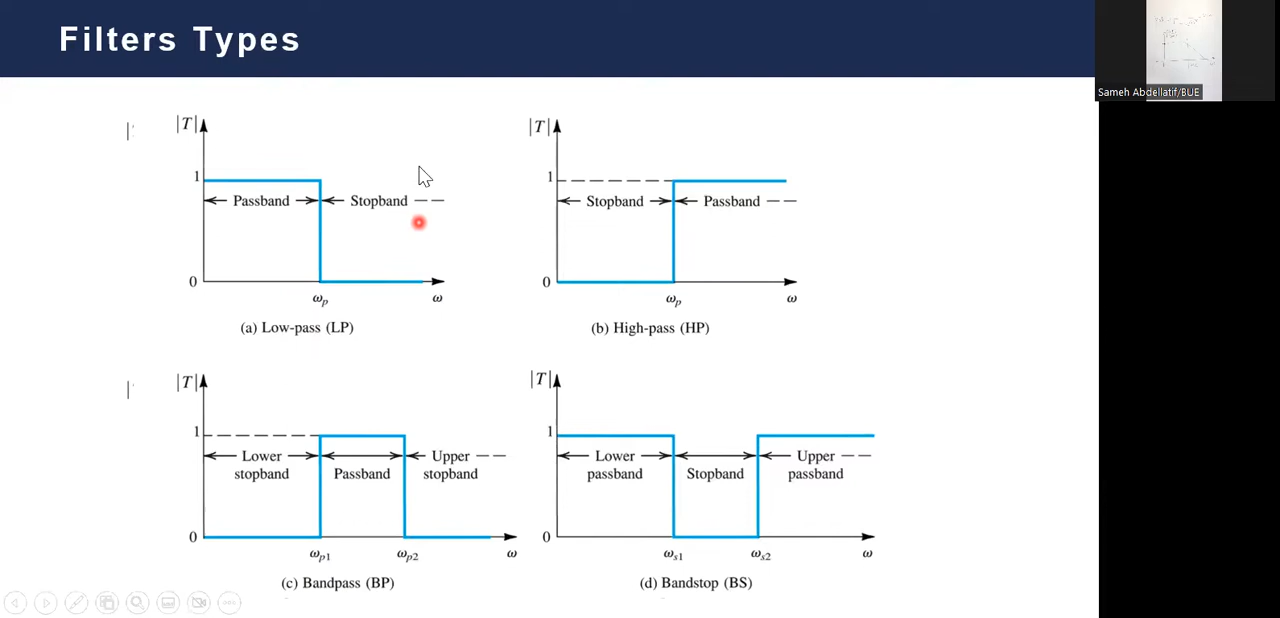 Filters Types
Sameh Abdellatif/BUE
|T|
1
Passband
Stopband
0
ωp
ω
(a) Low-pass (LP)
|T|
1
Stopband
Passband
0
ωp
ω
(b) High-pass (HP)
|T|
1
Lower
stopband
Passband
Upper
stopband
0
ωp1
ωp2
ω
(c) Bandpass (BP)
|T|
1
Lower
passband
Stopband
Upper
passband
0
ωs1
ωs2
ω
(d) Bandstop (BS)